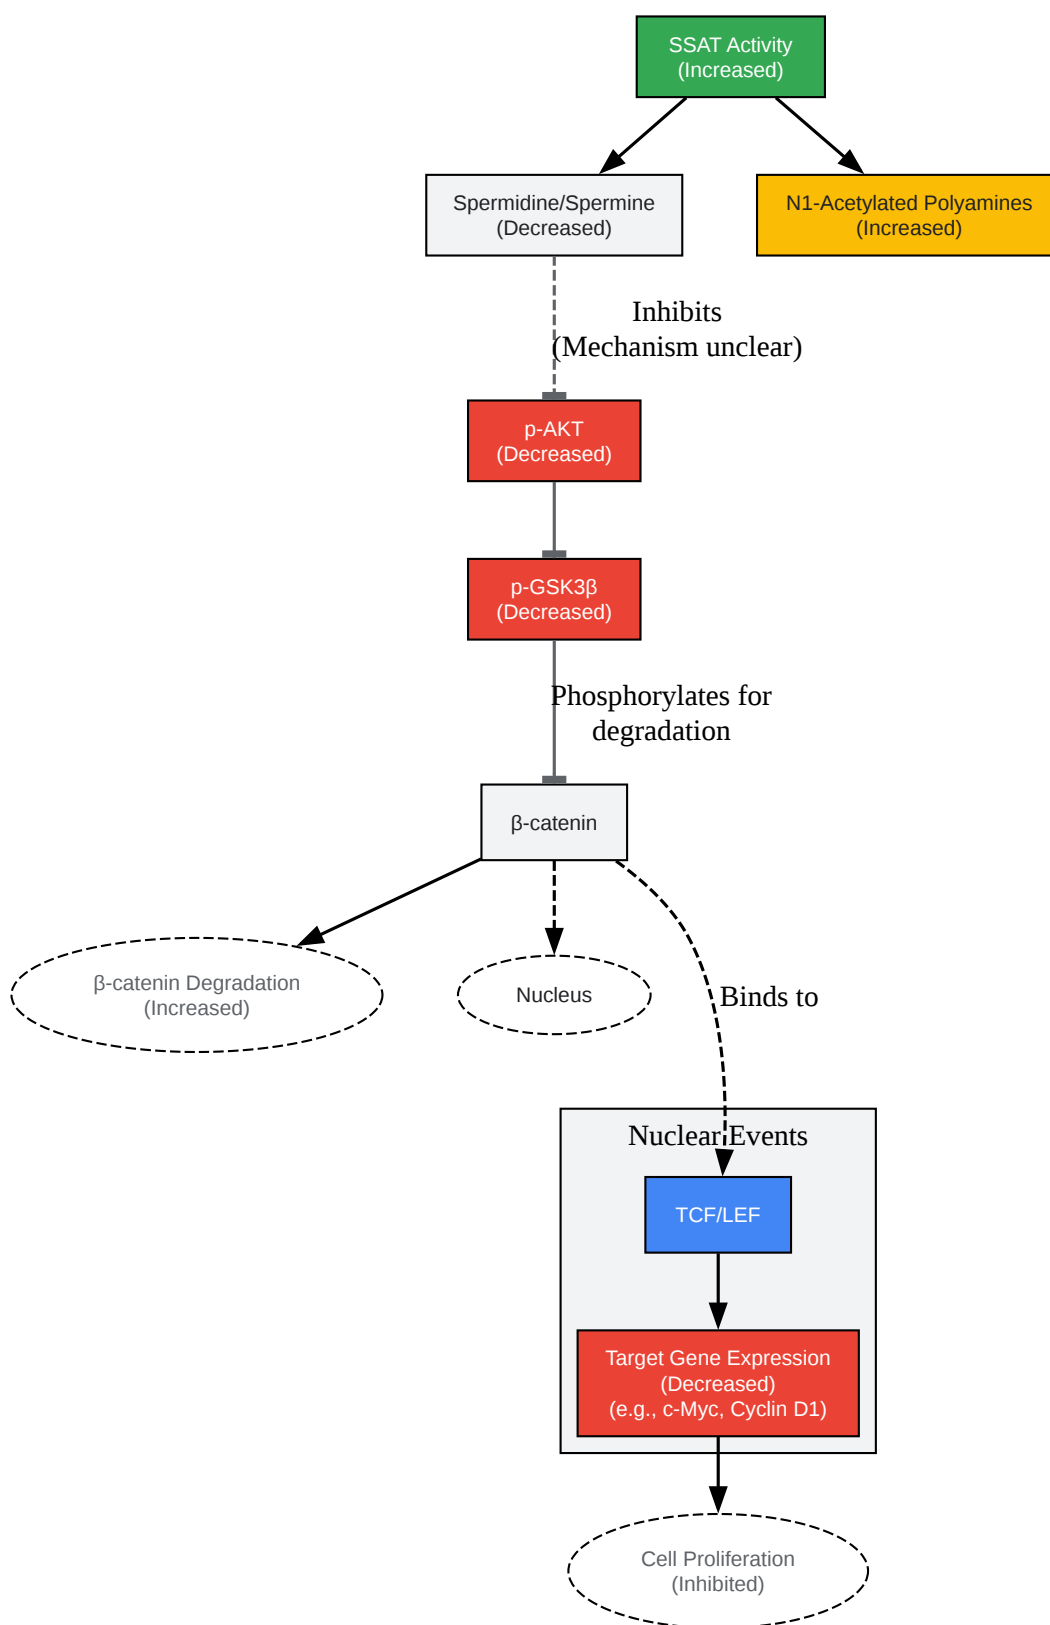 SSAT Activity
(Increased)
Spermidine/Spermine
(Decreased)
N1-Acetylated Polyamines
(Increased)
Inhibits
(Mechanism unclear)
p-AKT
(Decreased)
p-GSK3β
(Decreased)
Phosphorylates for
degradation
β-catenin
β-catenin Degradation
(Increased)
Nucleus
Binds to
Nuclear Events
TCF/LEF
Target Gene Expression
(Decreased)
(e.g., c-Myc, Cyclin D1)
Cell Proliferation
(Inhibited)